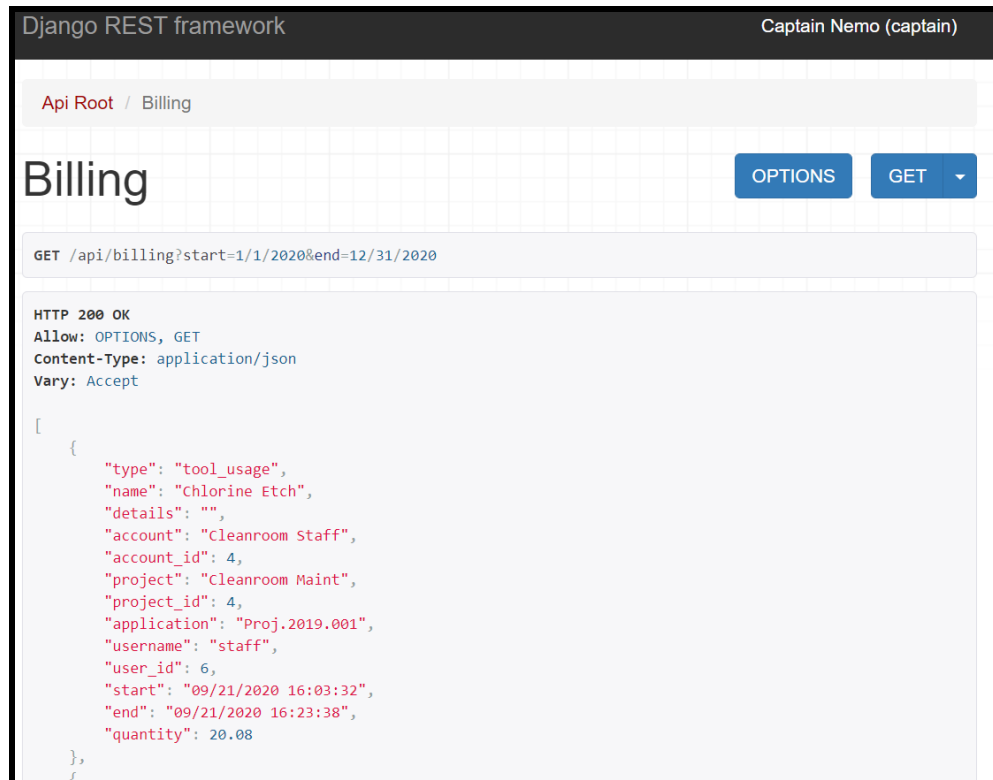 Django REST framework
Captain Nemo (captain)
Api Root / Billing
Billing
OPTIONS
GET
GET /api/billing?start=1/1/2020&end=12/31/2020
HTTP 200 OK
Allow: OPTIONS, GET
Content-Type: application/json
Vary: Accept
[
{
"type": "tool_usage",
"name": "Chlorine Etch",
"details": "",
"account": "Cleanroom Staff",
"account_id": 4,
"project": "Cleanroom Maint",
"project_id": 4,
"application": "Proj.2019.001",
"username": "staff",
"user_id": 6,
"start": "09/21/2020 16:03:32",
"end": "09/21/2020 16:23:38",
"quantity": 20.08
},
{